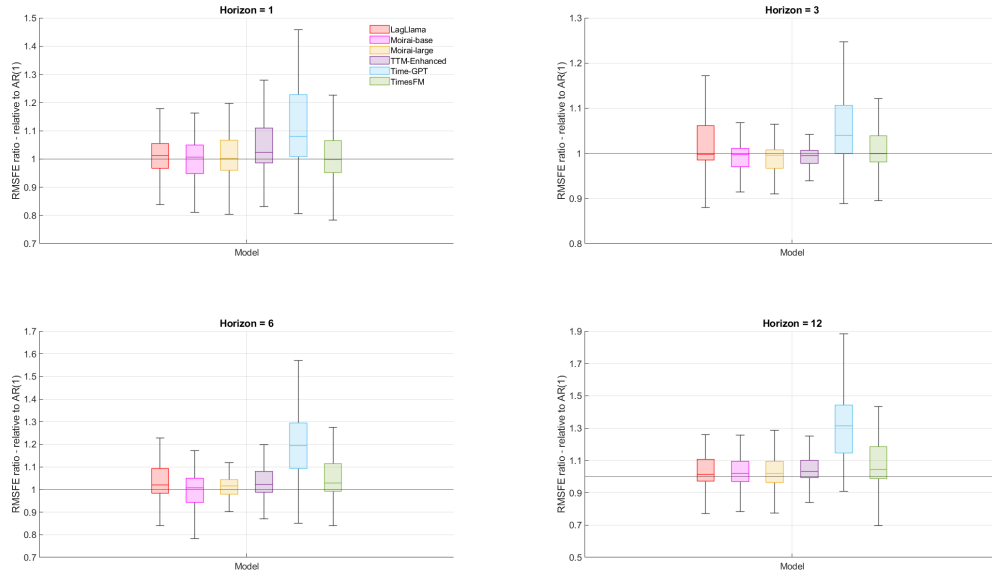 Horizon = 1
RMSFE ratio - relative to AR(1)
1.5
1.4
1.3
1.2
1.1
1
0.9
0.8
0.7
LagLlama
Moirai-base
Moirai-large
TTM-Enhanced
Time-GPT
TimesFM
Model
Horizon = 3
RMSFE ratio - relative to AR(1)
1.3
1.2
1.1
1
0.9
0.8
Model
Horizon = 6
RMSFE ratio - relative to AR(1)
1.7
1.6
1.5
1.4
1.3
1.2
1.1
1
0.9
0.8
0.7
Model
Horizon = 12
RMSFE ratio - relative to AR(1)
1.9
1.7
1.5
1.3
1.1
0.9
0.7
0.5
Model